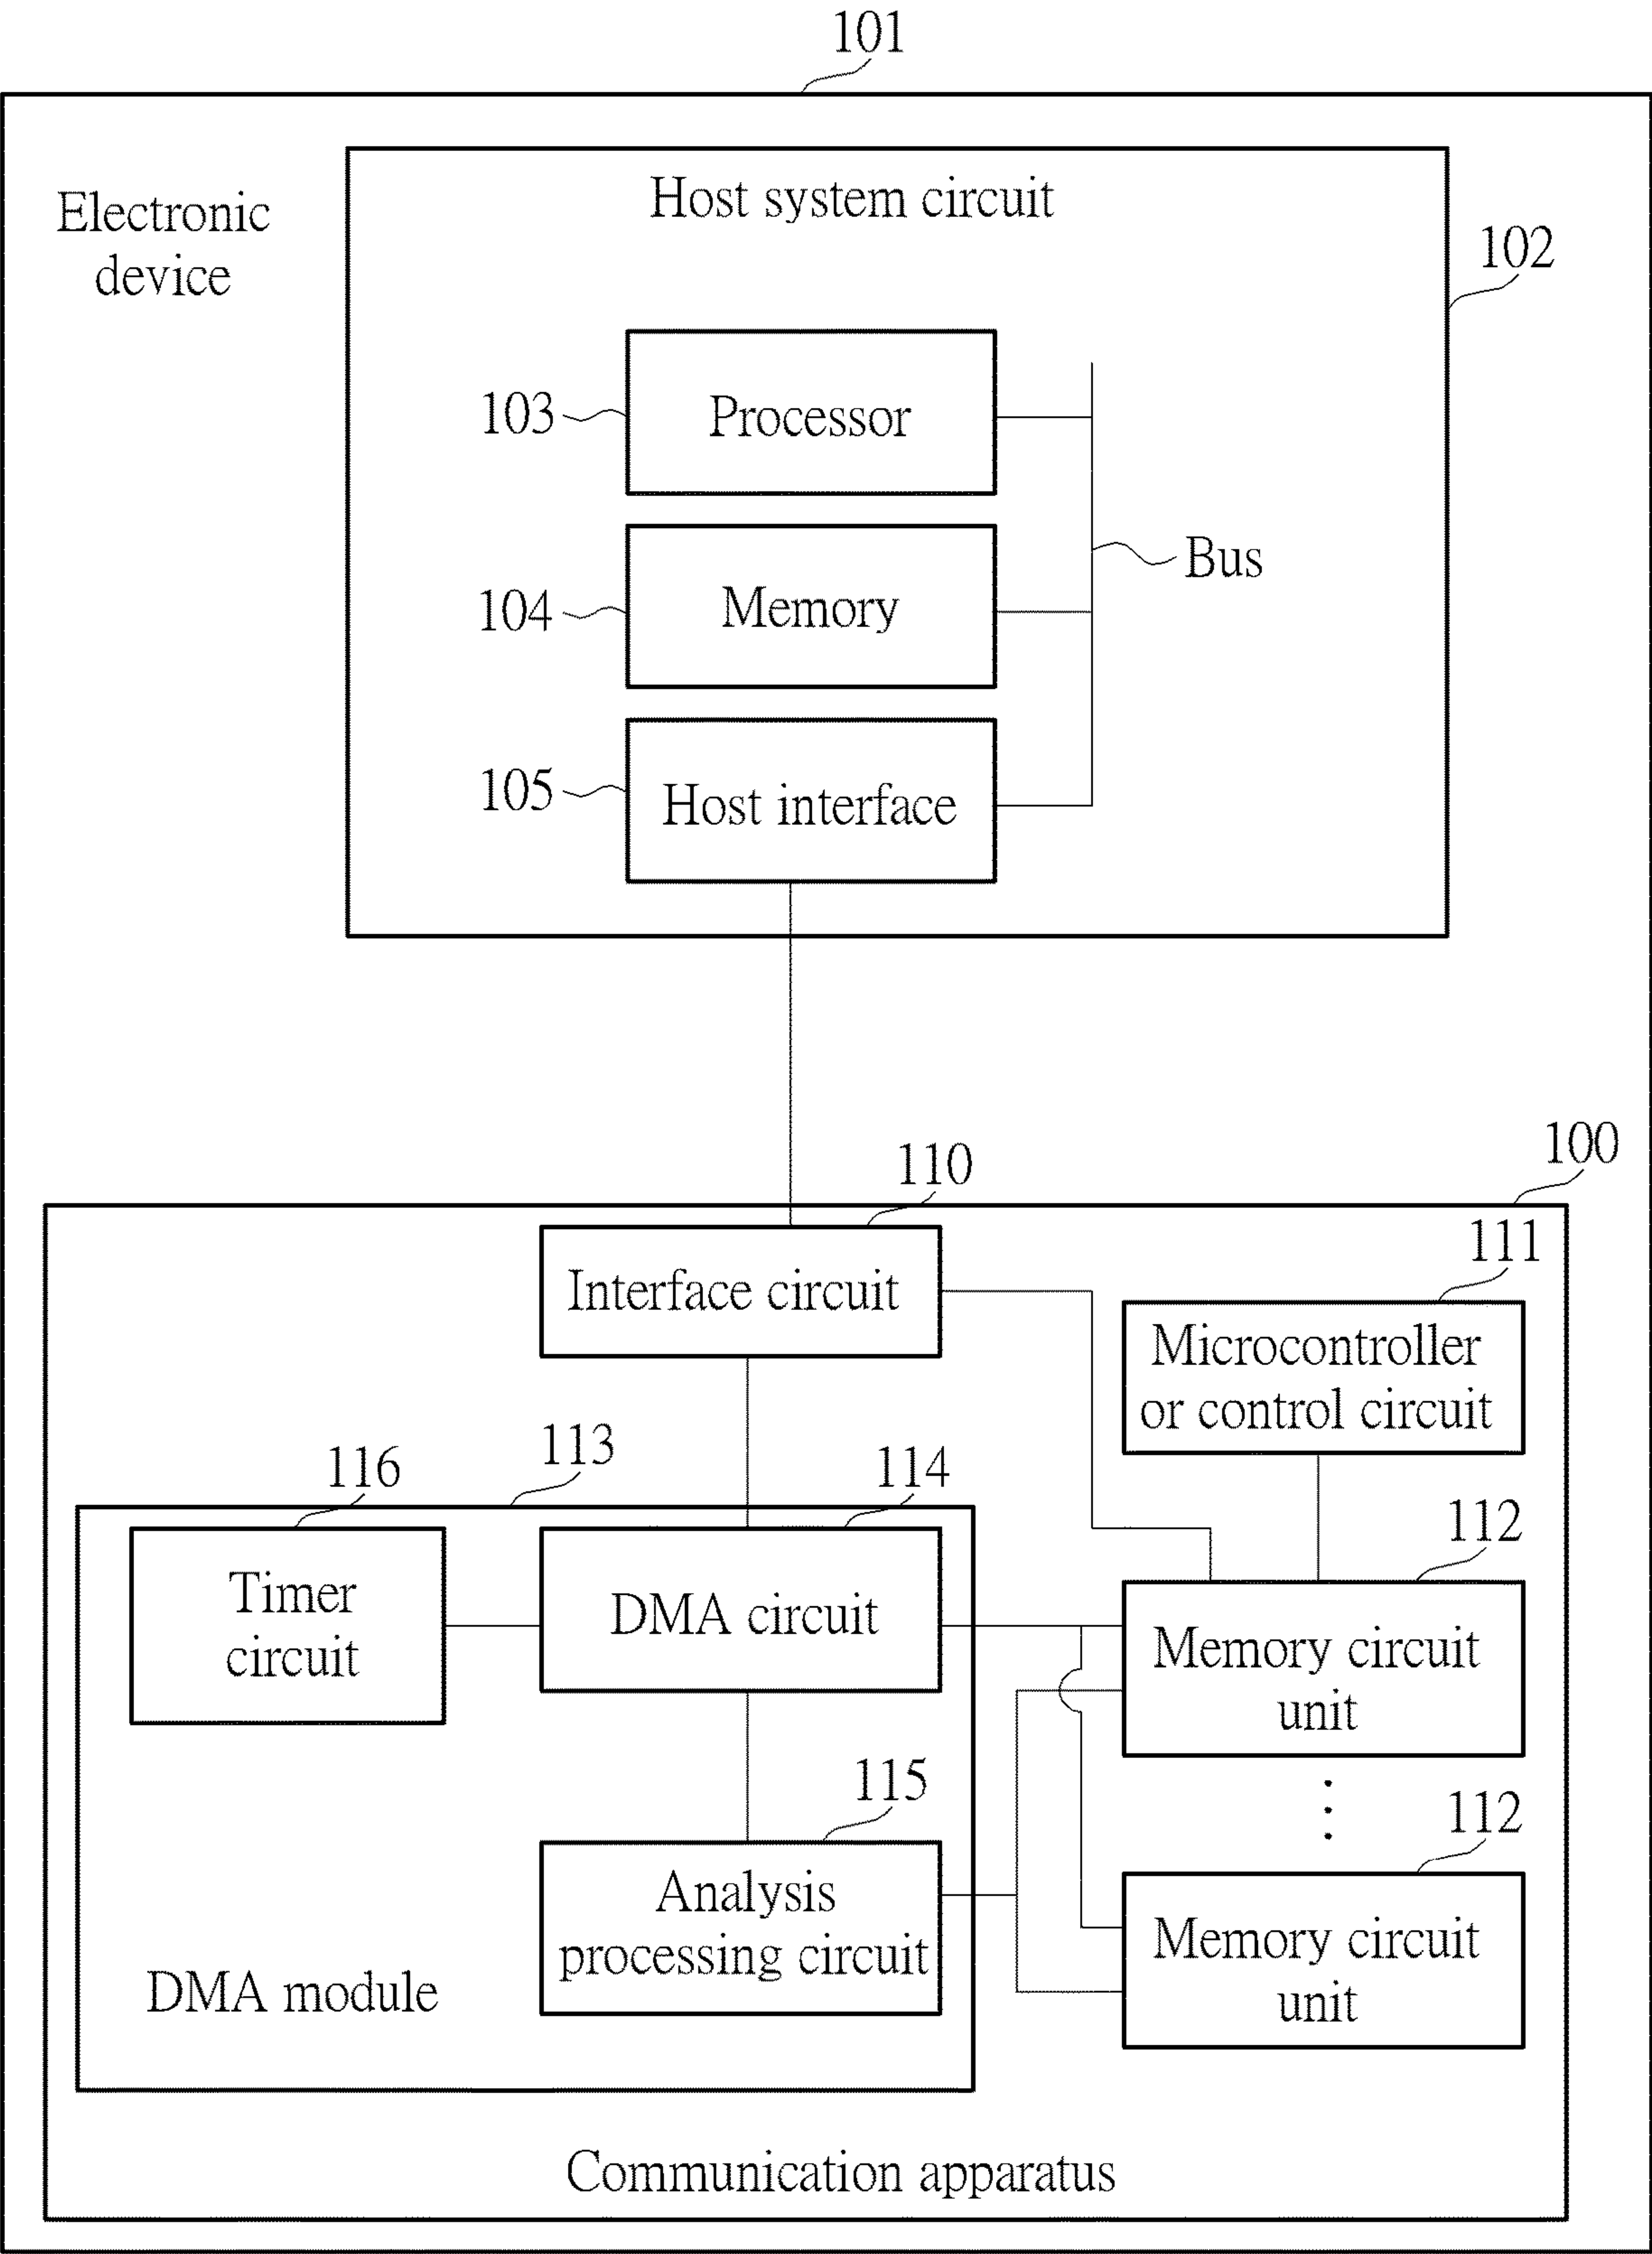 101
Electronic
device
Host system circuit
102
103
Processor
104
Memory
Bus
105
Host interface
100
110
Interface circuit
111
Microcontroller
or control circuit
113
116
Timer
circuit
114
DMA circuit
112
Memory circuit
unit
115
Analysis
processing circuit
112
Memory circuit
unit
DMA module
Communication apparatus